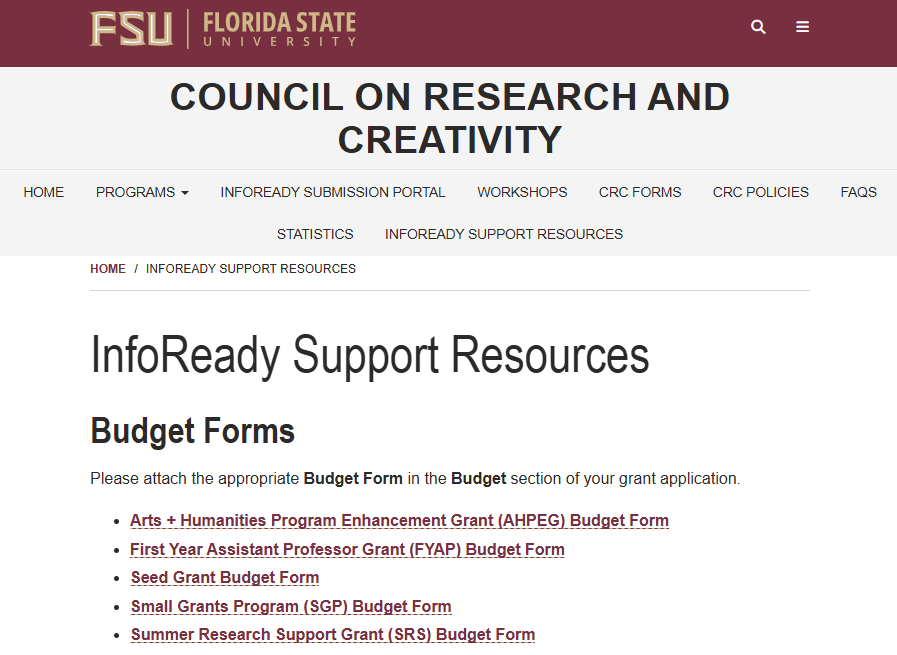 FSU | FLORIDA STATE
UNIVERSITY
COUNCIL ON RESEARCH AND
CREATIVITY
HOME PROGRAMS INFOREADY SUBMISSION PORTAL WORKSHOPS CRC FORMS CRC POLICIES FAQS
STATISTICS INFOREADY SUPPORT RESOURCES
HOME / INFOREADY SUPPORT RESOURCES
InfoReady Support Resources
Budget Forms
Please attach the appropriate Budget Form in the Budget section of your grant application.
• Arts + Humanities Program Enhancement Grant (AHPEG) Budget Form
• First Year Assistant Professor Grant (FYAP) Budget Form
• Seed Grant Budget Form
• Small Grants Program (SGP) Budget Form
• Summer Research Support Grant (SRS) Budget Form